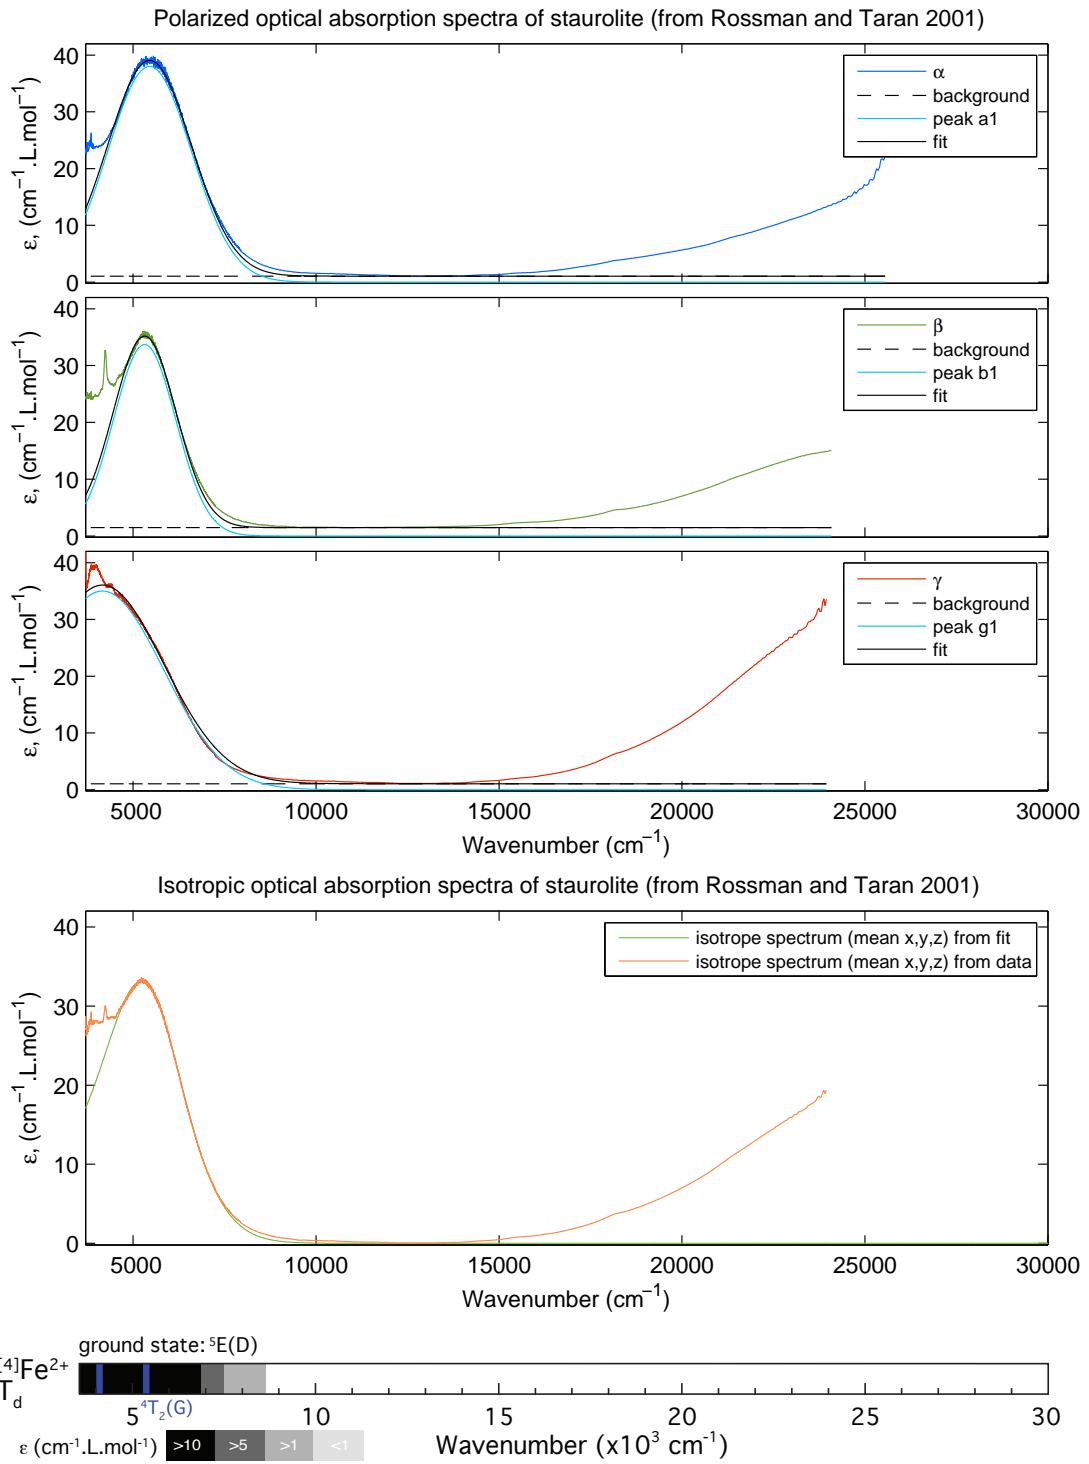 Polarized optical absorption spectra of staurolite (from Rossman and Taran 2001)
40
30
20
10
0
ε, (cm⁻¹.L.mol⁻¹)
α
background
peak a1
fit
40
30
20
10
0
ε, (cm⁻¹.L.mol⁻¹)
β
background
peak b1
fit
40
30
20
10
0
ε, (cm⁻¹.L.mol⁻¹)
γ
background
peak g1
fit
5000 10000 15000 20000 25000 30000
Wavenumber (cm⁻¹)
Isotropic optical absorption spectra of staurolite (from Rossman and Taran 2001)
40
30
20
10
0
ε, (cm⁻¹.L.mol⁻¹)
isotrope spectrum (mean x,y,z) from fit
isotrope spectrum (mean x,y,z) from data
5000 10000 15000 20000 25000 30000
Wavenumber (cm⁻¹)
ground state: ⁵E(D)
[4]Fe²⁺
T_d
5 10 15 20 25 30
⁴T₂(G)
Wavenumber (x10³ cm⁻¹)
ε (cm⁻¹.L.mol⁻¹) >10 >5 >1 <1